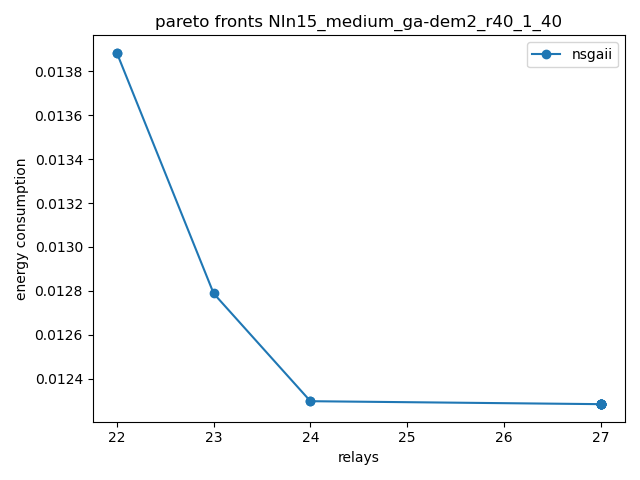 pareto fronts NIn15_medium_ga-dem2_r40_1_40
nsgaii
0.0138
0.0136
0.0134
0.0132
0.0130
0.0128
0.0126
0.0124
energy consumption
22 23 24 25 26 27
relays